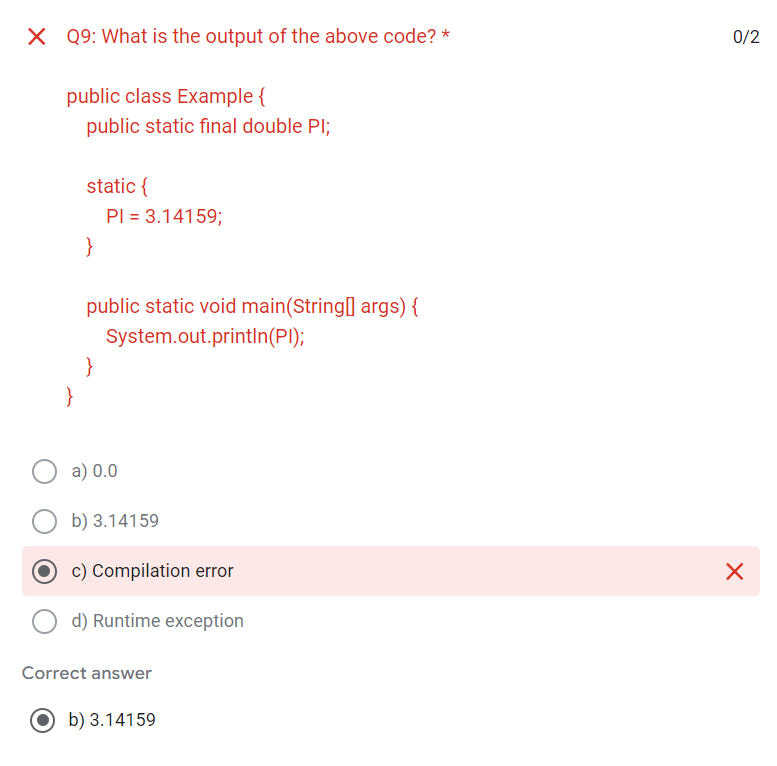 Q9: What is the output of the above code? *
0/2
public class Example {
public static final double PI;
static {
PI = 3.14159;
}
public static void main(String[] args) {
System.out.println(PI);
}
}
a) 0.0
b) 3.14159
c) Compilation error
d) Runtime exception
Correct answer
b) 3.14159